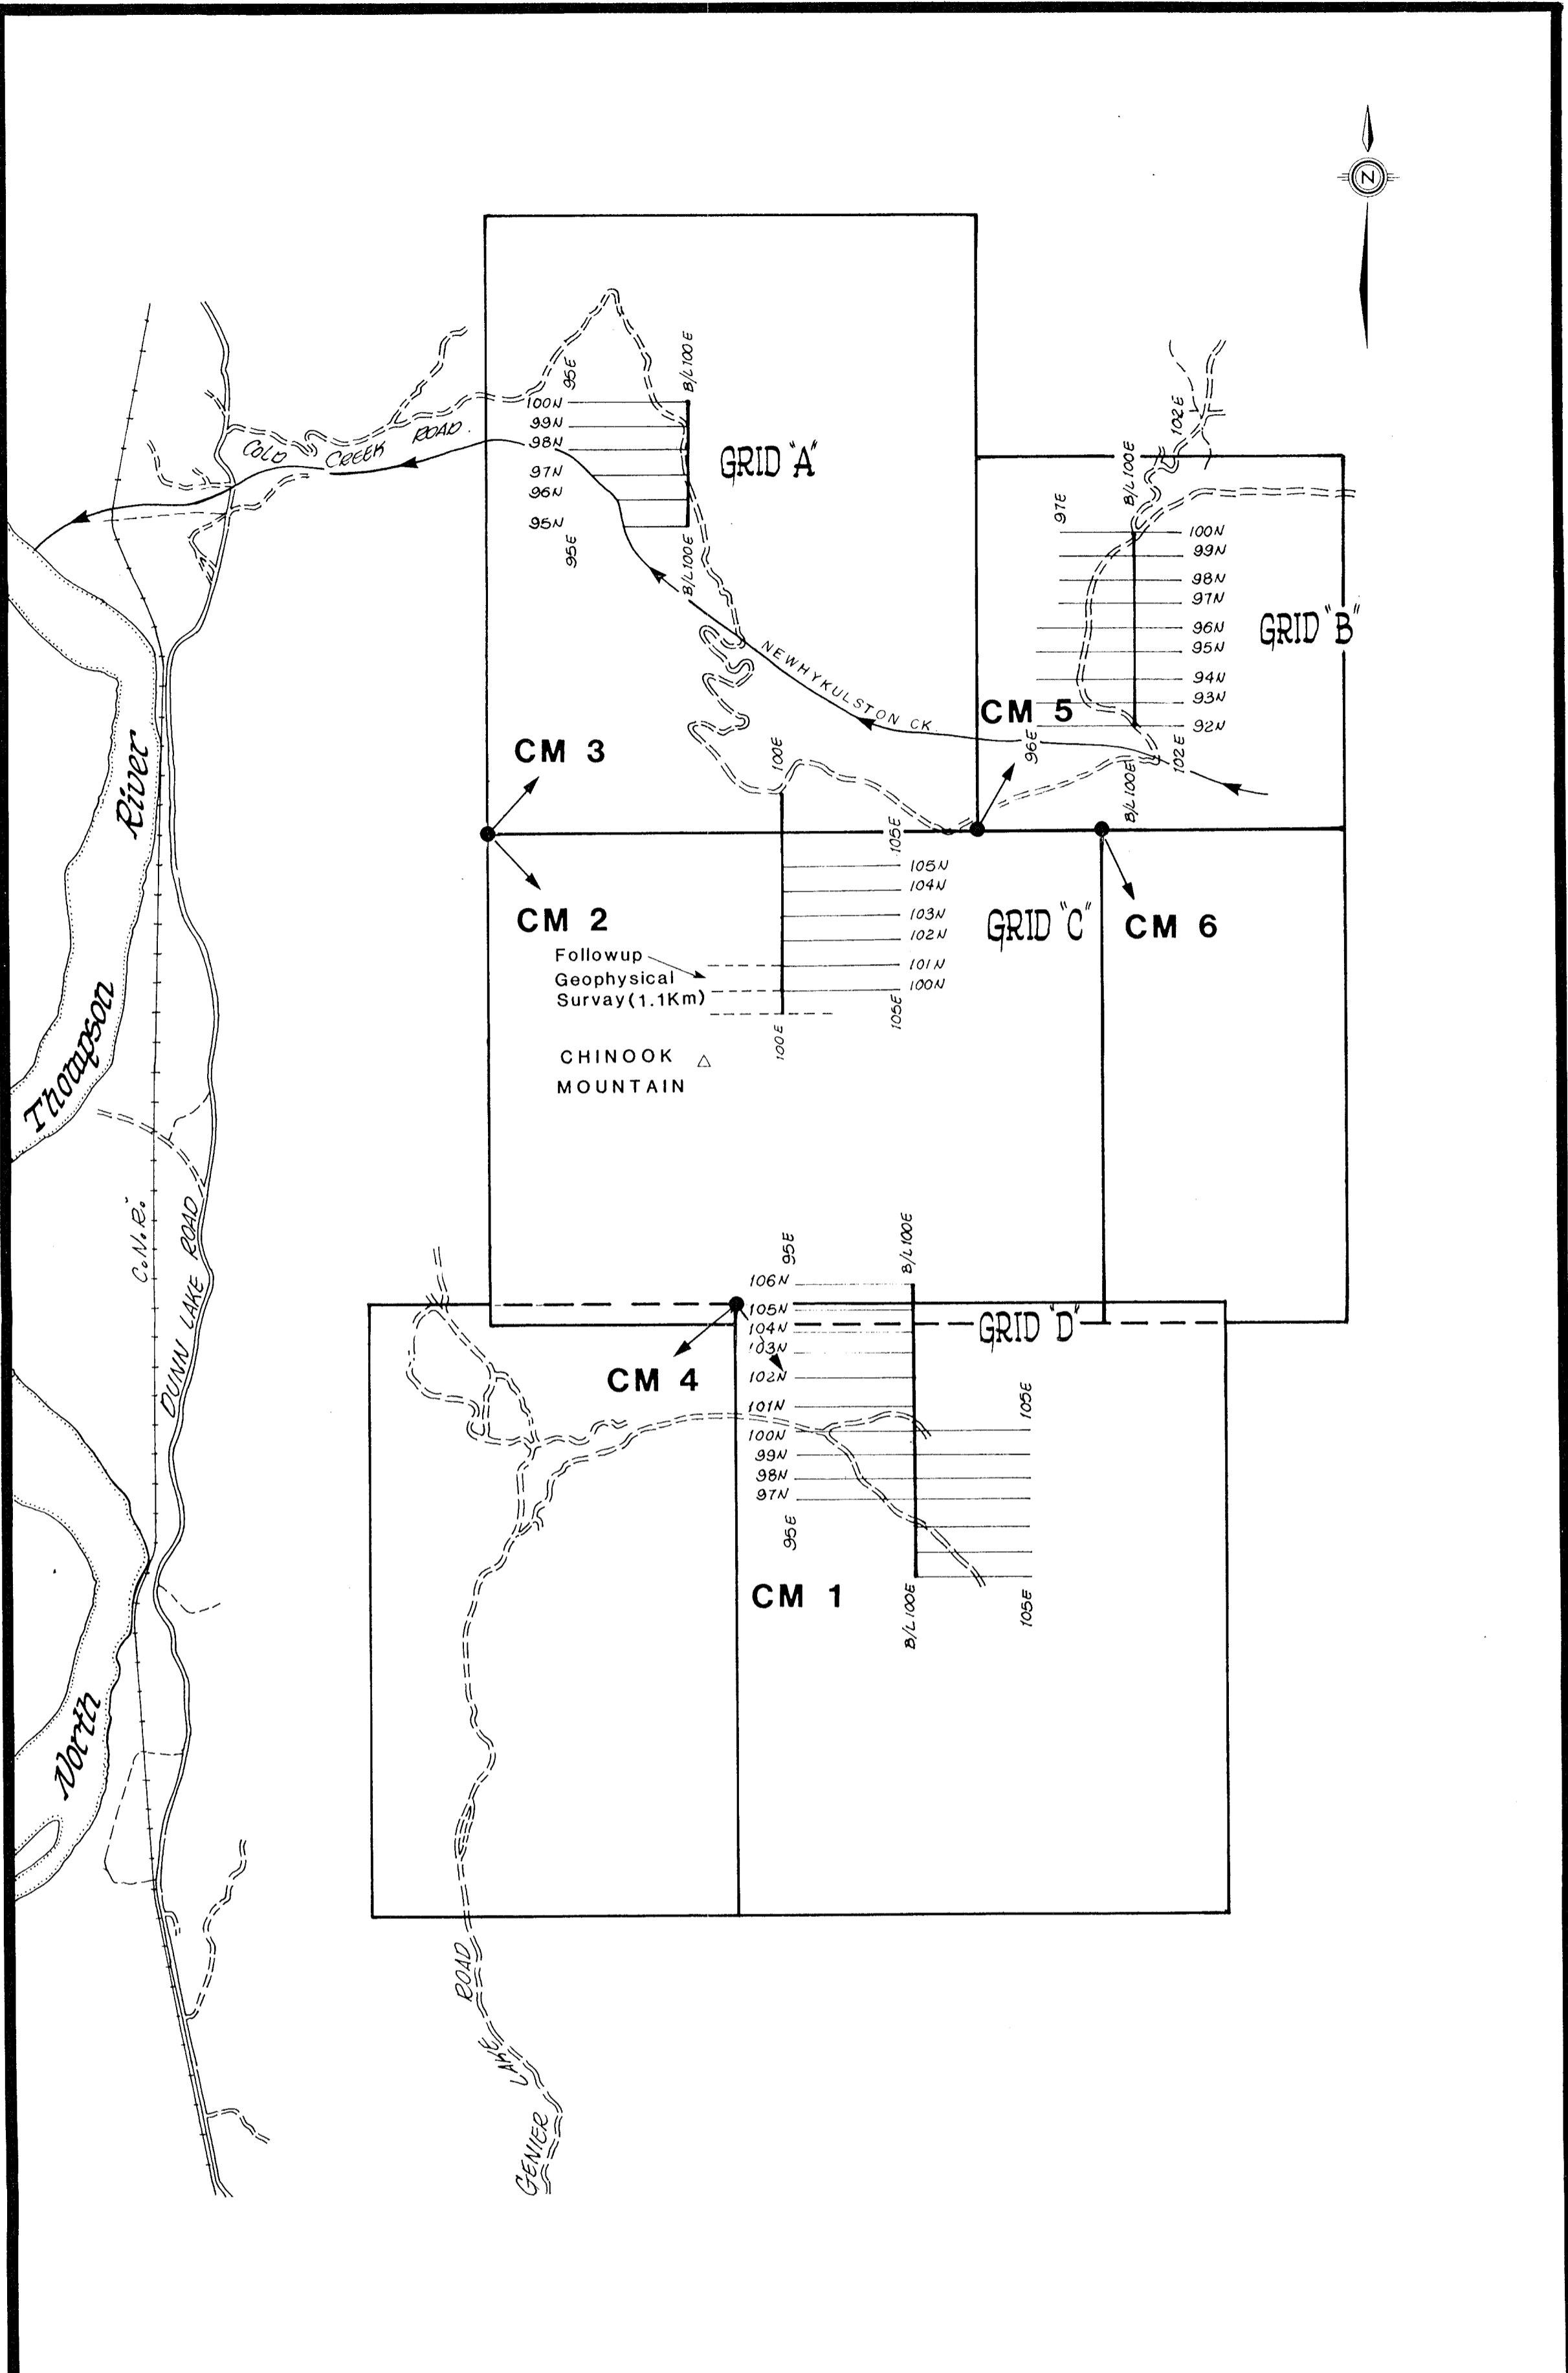 N
B/L100E
95E
100N
99N
98N
97N
96N
95N
95E
B/L100E
GRID "A"
COLD CREEK ROAD.
102E
B/L100E
97E
100N
99N
98N
97N
96N
95N
94N
93N
92N
GRID "B"
96E
B/L100E
102E
NEWHYKULSTON CK.
CM 5
CM 3
CM 2
CM 6
100E
105E
105N
104N
103N
102N
101N
100N
105E
100E
GRID "C"
Followup
Geophysical
Survay(1.1Km)
CHINOOK
MOUNTAIN
River
Thompson
North
C.N.R.
DUNN LAKE ROAD
95E
B/L100E
106N
105N
104N
103N
102N
101N
100N
99N
98N
97N
95E
GRID "D"
105E
B/L100E
105E
CM 4
CM 1
GENIER LAKE ROAD